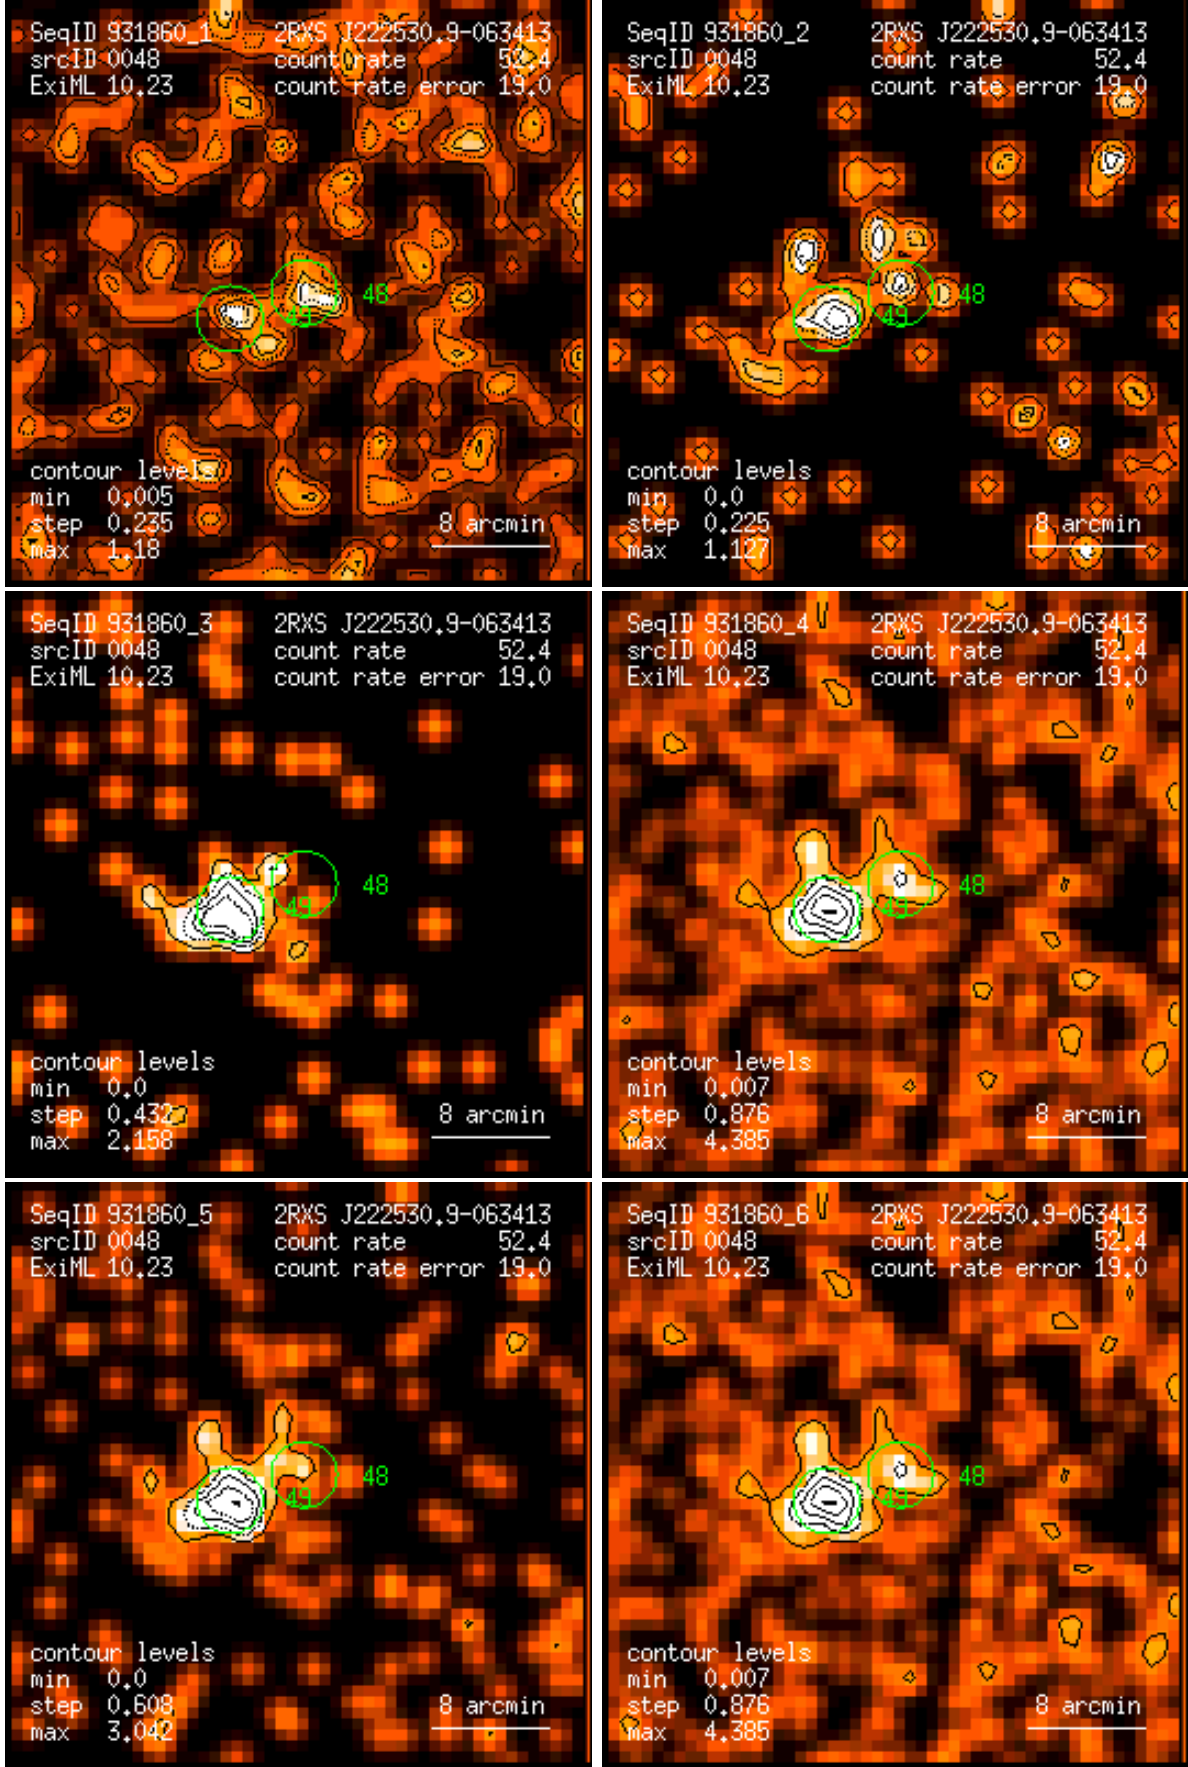 SeqID 931860_1 2RXS J222530.9-063413
srcID 0048 count rate 52.4
ExiML 10.23 count rate error 19.0
48
49
contour levels
min 0.005
step 0.235 8 arcmin
max 1.18
SeqID 931860_2 2RXS J222530.9-063413
srcID 0048 count rate 52.4
ExiML 10.23 count rate error 19.0
48
49
contour levels
min 0.0
step 0.225 8 arcmin
max 1.127
SeqID 931860_3 2RXS J222530.9-063413
srcID 0048 count rate 52.4
ExiML 10.23 count rate error 19.0
48
49
contour levels
min 0.0
step 0.432 8 arcmin
max 2.158
SeqID 931860_4 2RXS J222530.9-063413
srcID 0048 count rate 52.4
ExiML 10.23 count rate error 19.0
48
49
contour levels
min 0.007
step 0.876 8 arcmin
max 4.385
SeqID 931860_5 2RXS J222530.9-063413
srcID 0048 count rate 52.4
ExiML 10.23 count rate error 19.0
48
49
contour levels
min 0.0
step 0.608 8 arcmin
max 3.042
SeqID 931860_6 2RXS J222530.9-063413
srcID 0048 count rate 52.4
ExiML 10.23 count rate error 19.0
48
49
contour levels
min 0.007
step 0.876 8 arcmin
max 4.385